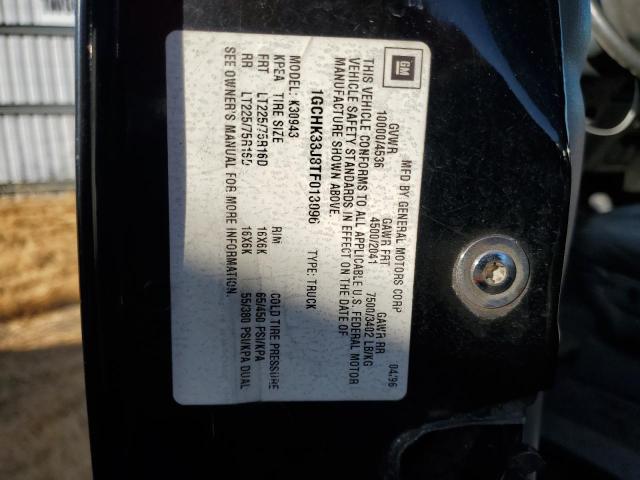 GM
MFD BY GENERAL MOTORS CORP 04/96
GVWR GAWR FRT GAWR RR
10000/4536 4500/2041 7500/3402 LB/KG
THIS VEHICLE CONFORMS TO ALL APPLICABLE U.S. FEDERAL MOTOR
VEHICLE SAFETY STANDARDS IN EFFECT ON THE DATE OF
MANUFACTURE SHOWN ABOVE.
1GCHK33J8TF013096 TYPE: TRUCK
MODEL: K30943
KPEA TIRE SIZE RIM COLD TIRE PRESSURE
FRT LT225/75R16D 16X6K 65/450 PSI/KPA
RR LT225/75R16D 16X6K 55/380 PSI/KPA DUAL
SEE OWNER'S MANUAL FOR MORE INFORMATION.